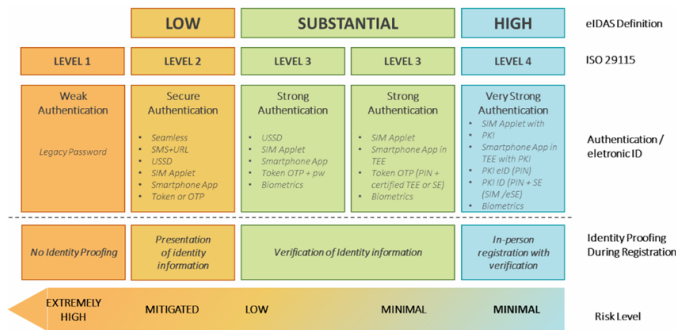 LOW
SUBSTANTIAL
HIGH
eIDAS Definition
LEVEL 1
LEVEL 2
LEVEL 3
LEVEL 3
LEVEL 4
ISO 29115
Weak
Authentication
Legacy Password
Secure
Authentication
• Seamless
• SMS+URL
• USSD
• SIM Applet
• Smartphone App
• Token or OTP
Strong
Authentication
• USSD
• SIM Applet
• Smartphone App
• Token OTP + pw
• Biometrics
Strong
Authentication
• SIM Applet
• Smartphone App in
TEE
• Token OTP (PIN +
certified TEE or SE)
• Biometrics
Very Strong
Authentication
• SIM Applet with
• PKI
• Smartphone App in
TEE with PKI
• PKI eID (PIN)
• PKI ID (PIN + SE
(SIM /eSE)
• Biometrics
Authentication /
eletronic ID
No Identity Proofing
Presentation
of identity
information
Verification of Identity information
In-person
registration with
verification
Identity Proofing
During Registration
EXTREMELY
HIGH
MITIGATED
LOW
MINIMAL
MINIMAL
Risk Level